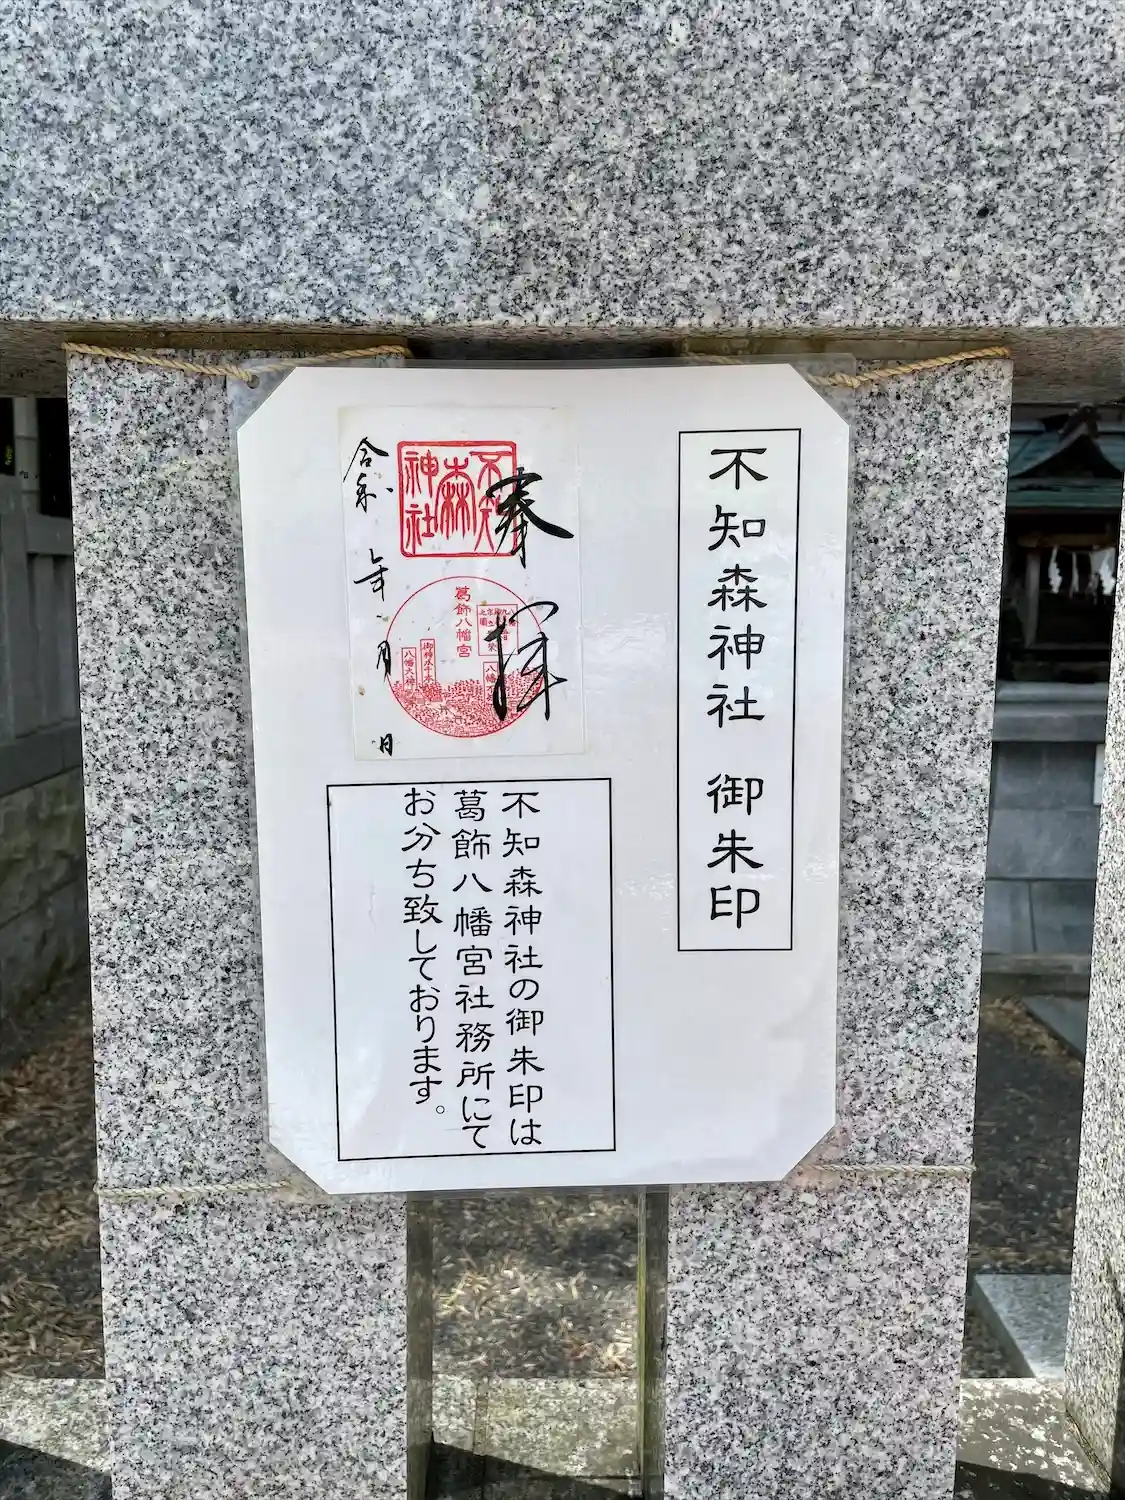 不知森神社 御朱印
奉拝
不知森神社
葛飾八幡宮
令和 年 月 日
不知森神社の御朱印は
葛飾八幡宮社務所にて
お分ち致しております。